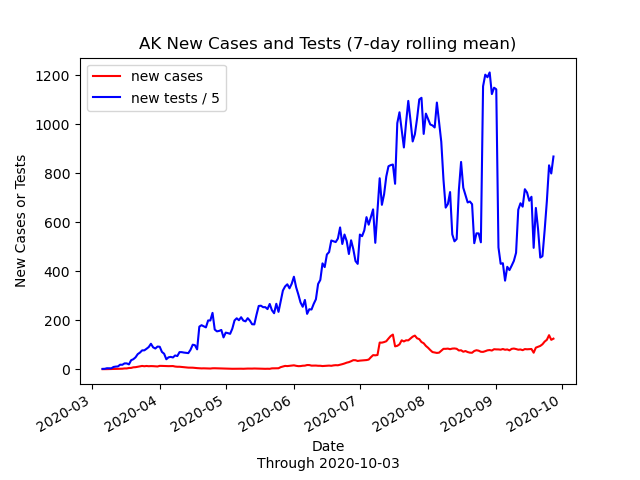 AK New Cases and Tests (7-day rolling mean)
new cases
new tests / 5
New Cases or Tests
1200
1000
800
600
400
200
0
2020-03
2020-04
2020-05
2020-06
2020-07
2020-08
2020-09
2020-10
Date
Through 2020-10-03